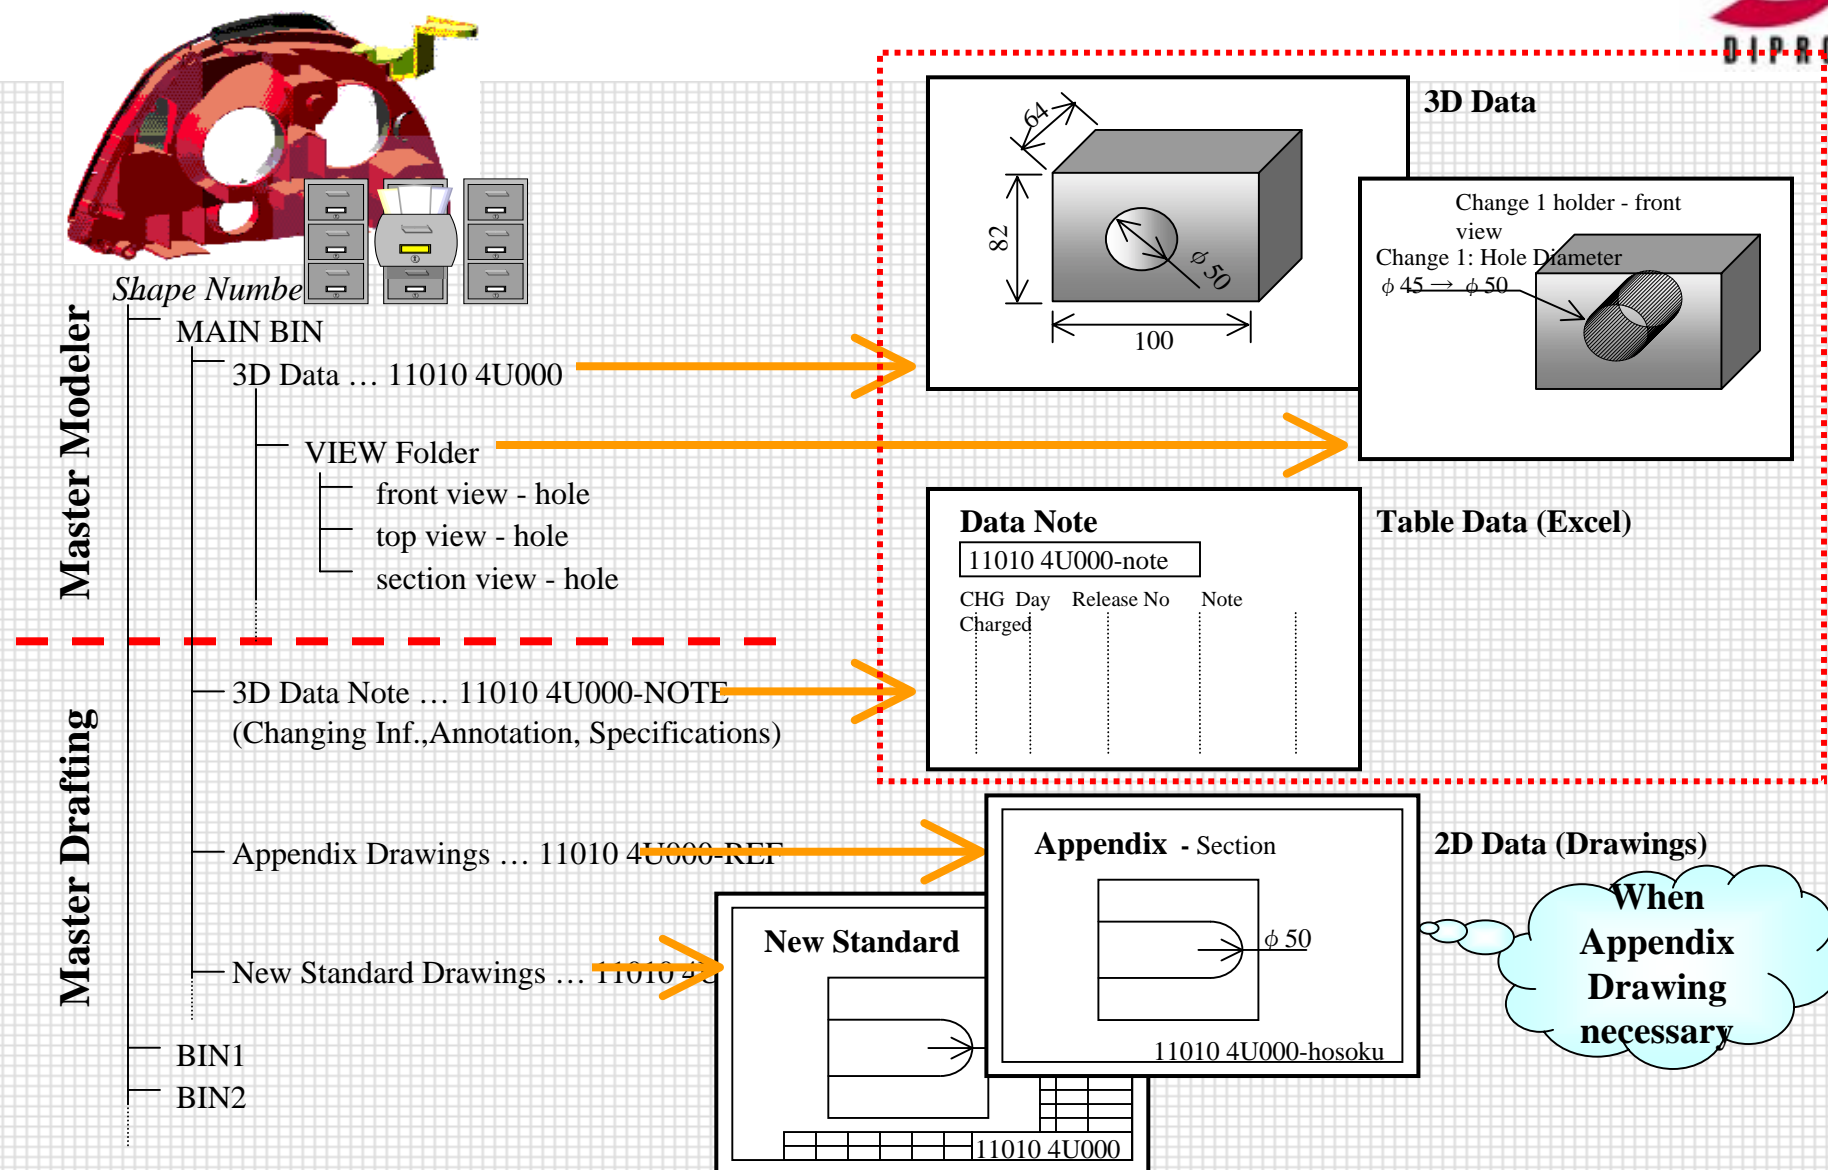 Shape Numbe
Master Modeler
MAIN BIN
3D Data … 11010 4U000
VIEW Folder
front view - hole
top view - hole
section view - hole
Master Drafting
3D Data Note … 11010 4U000-NOTE
(Changing Inf.,Annotation, Specifications)
Appendix Drawings … 11010 4U000-REF
New Standard Drawings … 11010 4U
BIN1
BIN2
3D Data
64
82
100
φ 50
Change 1 holder - front
view
Change 1: Hole Diameter
φ 45 → φ 50
Data Note
11010 4U000-note
CHG Day Release No Note
Charged
Table Data (Excel)
Appendix - Section
φ 50
11010 4U000-hosoku
2D Data (Drawings)
When
Appendix
Drawing
necessary
New Standard
11010 4U000